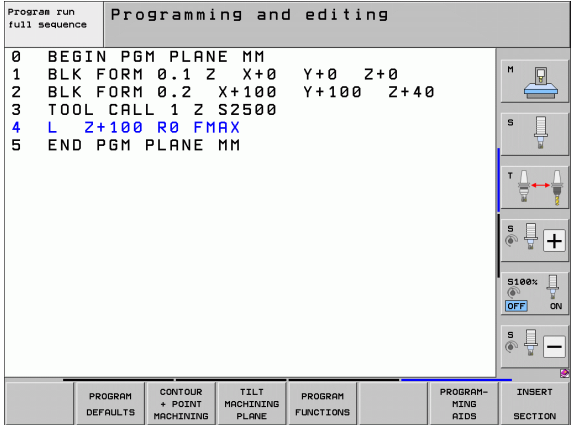 Program run
full sequence
Programming and editing
0 BEGIN PGM PLANE MM
1 BLK FORM 0.1 Z X+0 Y+0 Z+0
2 BLK FORM 0.2 X+100 Y+100 Z+40
3 TOOL CALL 1 Z S2500
4 L Z+100 R0 FMAX
5 END PGM PLANE MM
M
S
T
S
+
S100%
OFF ON
S
−
PROGRAM
DEFAULTS
CONTOUR
+ POINT
MACHINING
TILT
MACHINING
PLANE
PROGRAM
FUNCTIONS
PROGRAM-
MING
AIDS
INSERT
SECTION